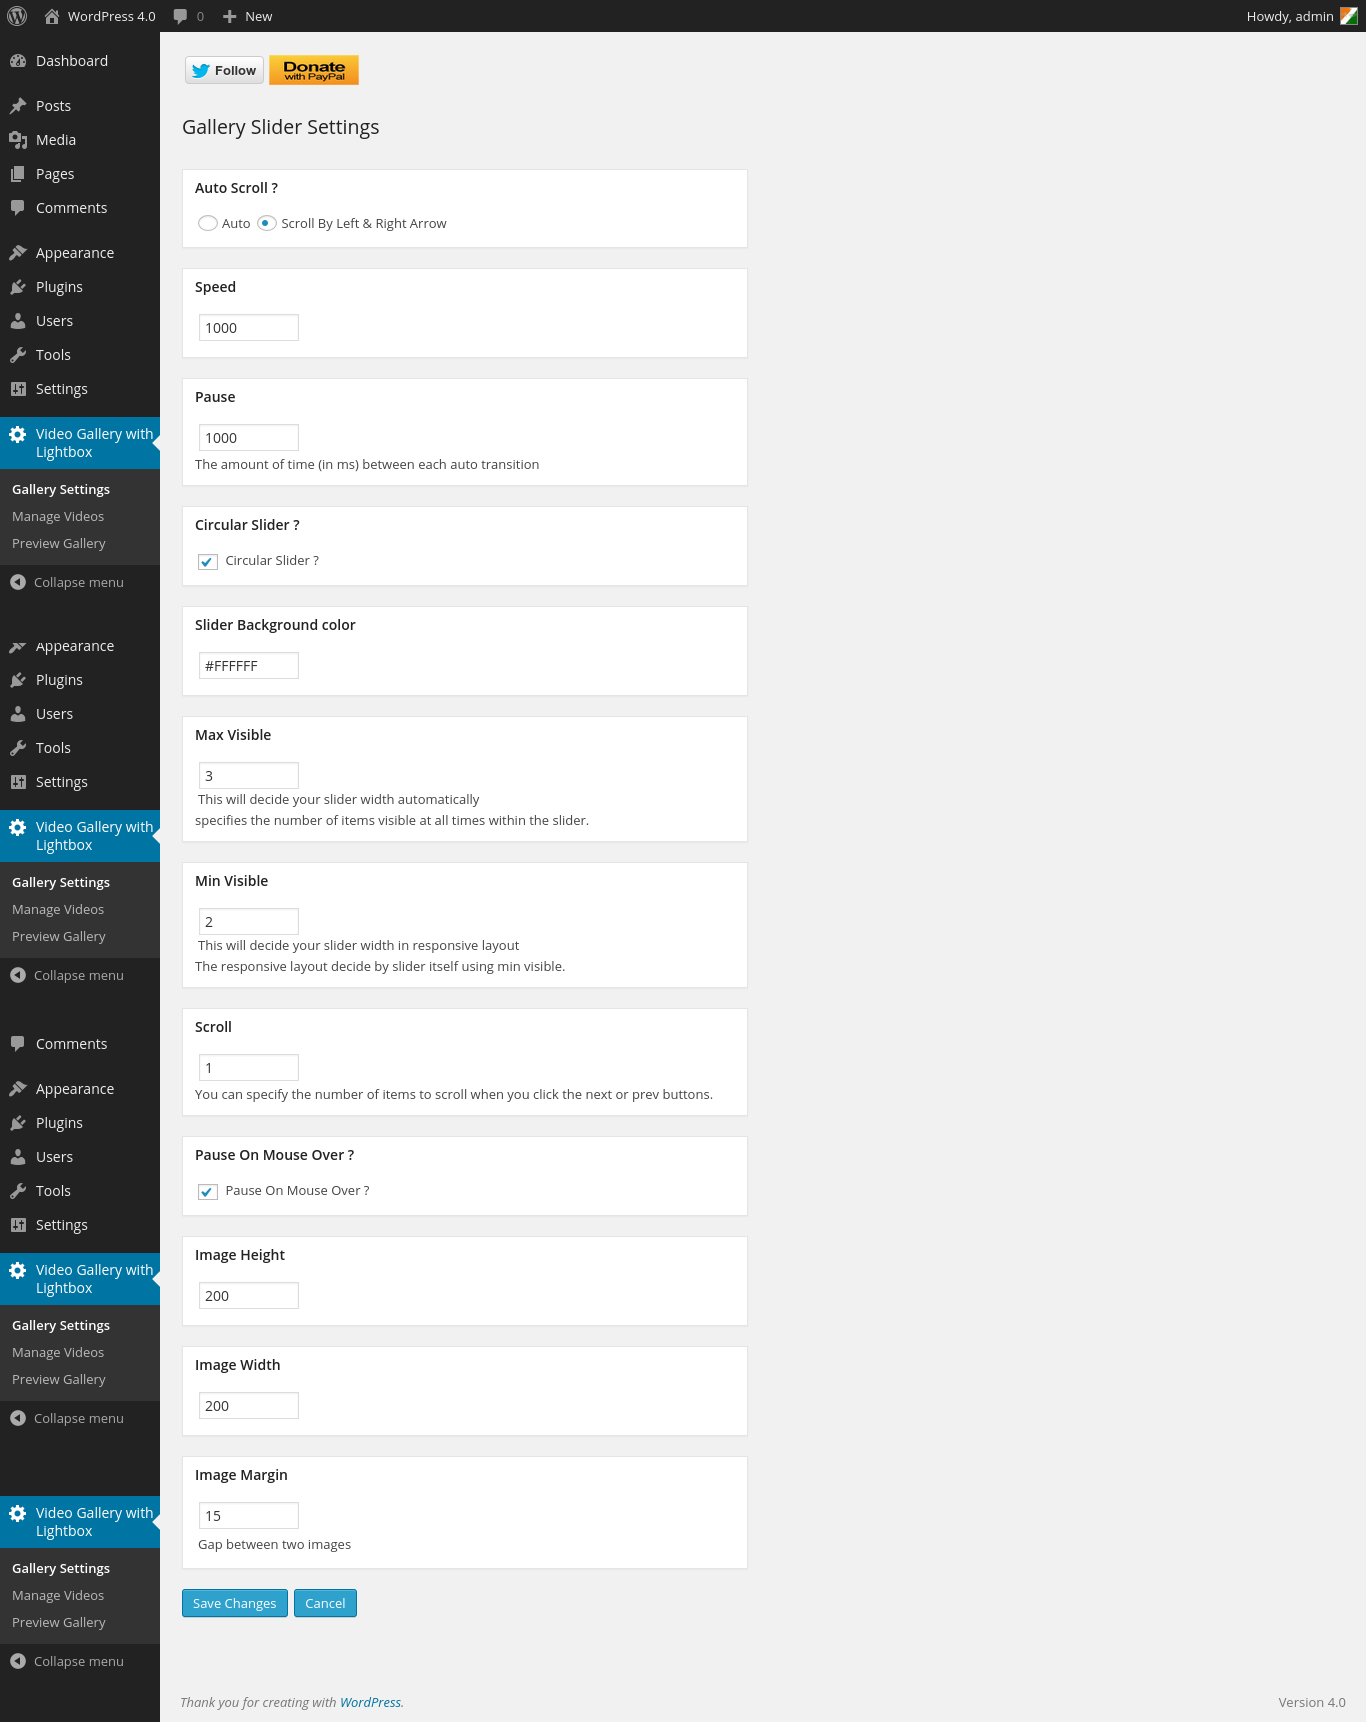 WordPress 4.0
0
New
Howdy, admin
Dashboard
Posts
Media
Pages
Comments
Appearance
Plugins
Users
Tools
Settings
Video Gallery with
Lightbox
Gallery Settings
Manage Videos
Preview Gallery
Collapse menu
Appearance
Plugins
Users
Tools
Settings
Video Gallery with
Lightbox
Gallery Settings
Manage Videos
Preview Gallery
Collapse menu
Comments
Appearance
Plugins
Users
Tools
Settings
Video Gallery with
Lightbox
Gallery Settings
Manage Videos
Preview Gallery
Collapse menu
Video Gallery with
Lightbox
Gallery Settings
Manage Videos
Preview Gallery
Collapse menu
Follow
Donate
with PayPal
Gallery Slider Settings
Auto Scroll ?
Auto Scroll By Left & Right Arrow
Speed
1000
Pause
1000
The amount of time (in ms) between each auto transition
Circular Slider ?
Circular Slider ?
Slider Background color
#FFFFFF
Max Visible
3
This will decide your slider width automatically
specifies the number of items visible at all times within the slider.
Min Visible
2
This will decide your slider width in responsive layout
The responsive layout decide by slider itself using min visible.
Scroll
1
You can specify the number of items to scroll when you click the next or prev buttons.
Pause On Mouse Over ?
Pause On Mouse Over ?
Image Height
200
Image Width
200
Image Margin
15
Gap between two images
Save Changes
Cancel
Thank you for creating with WordPress.
Version 4.0